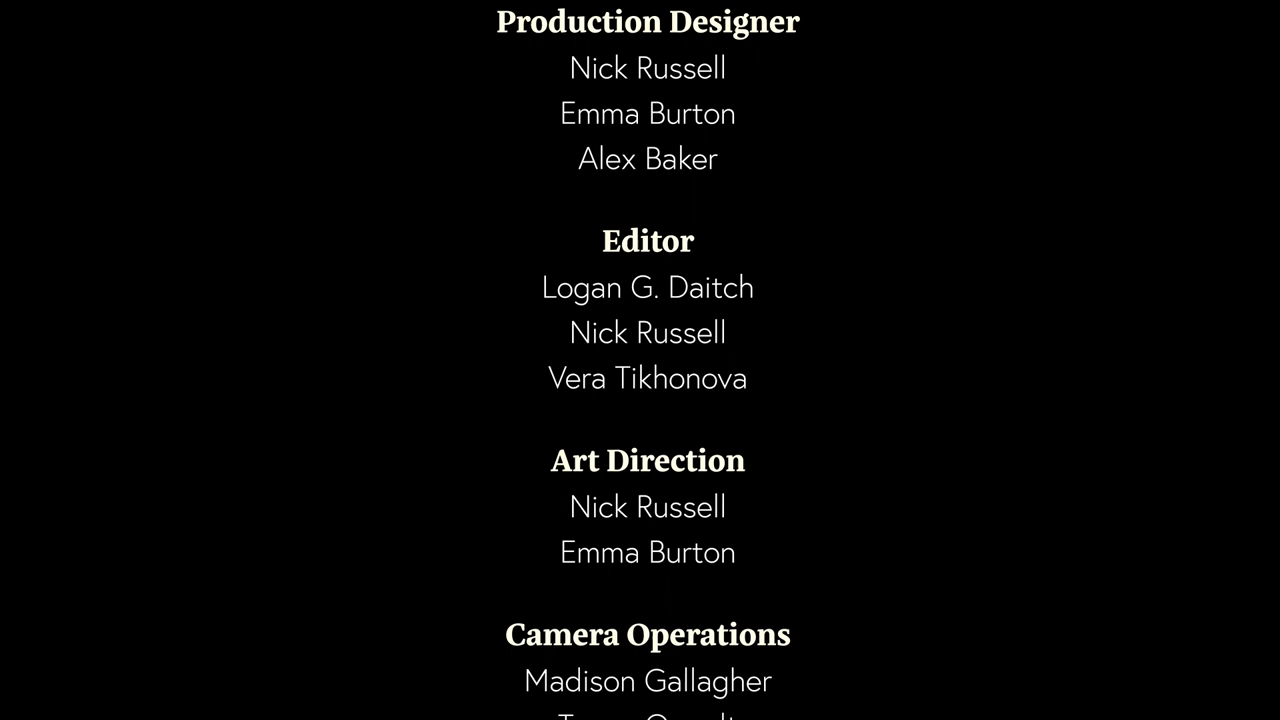 Production Designer
Nick Russell
Emma Burton
Alex Baker
Editor
Logan G. Daitch
Nick Russell
Vera Tikhonova
Art Direction
Nick Russell
Emma Burton
Camera Operations
Madison Gallagher